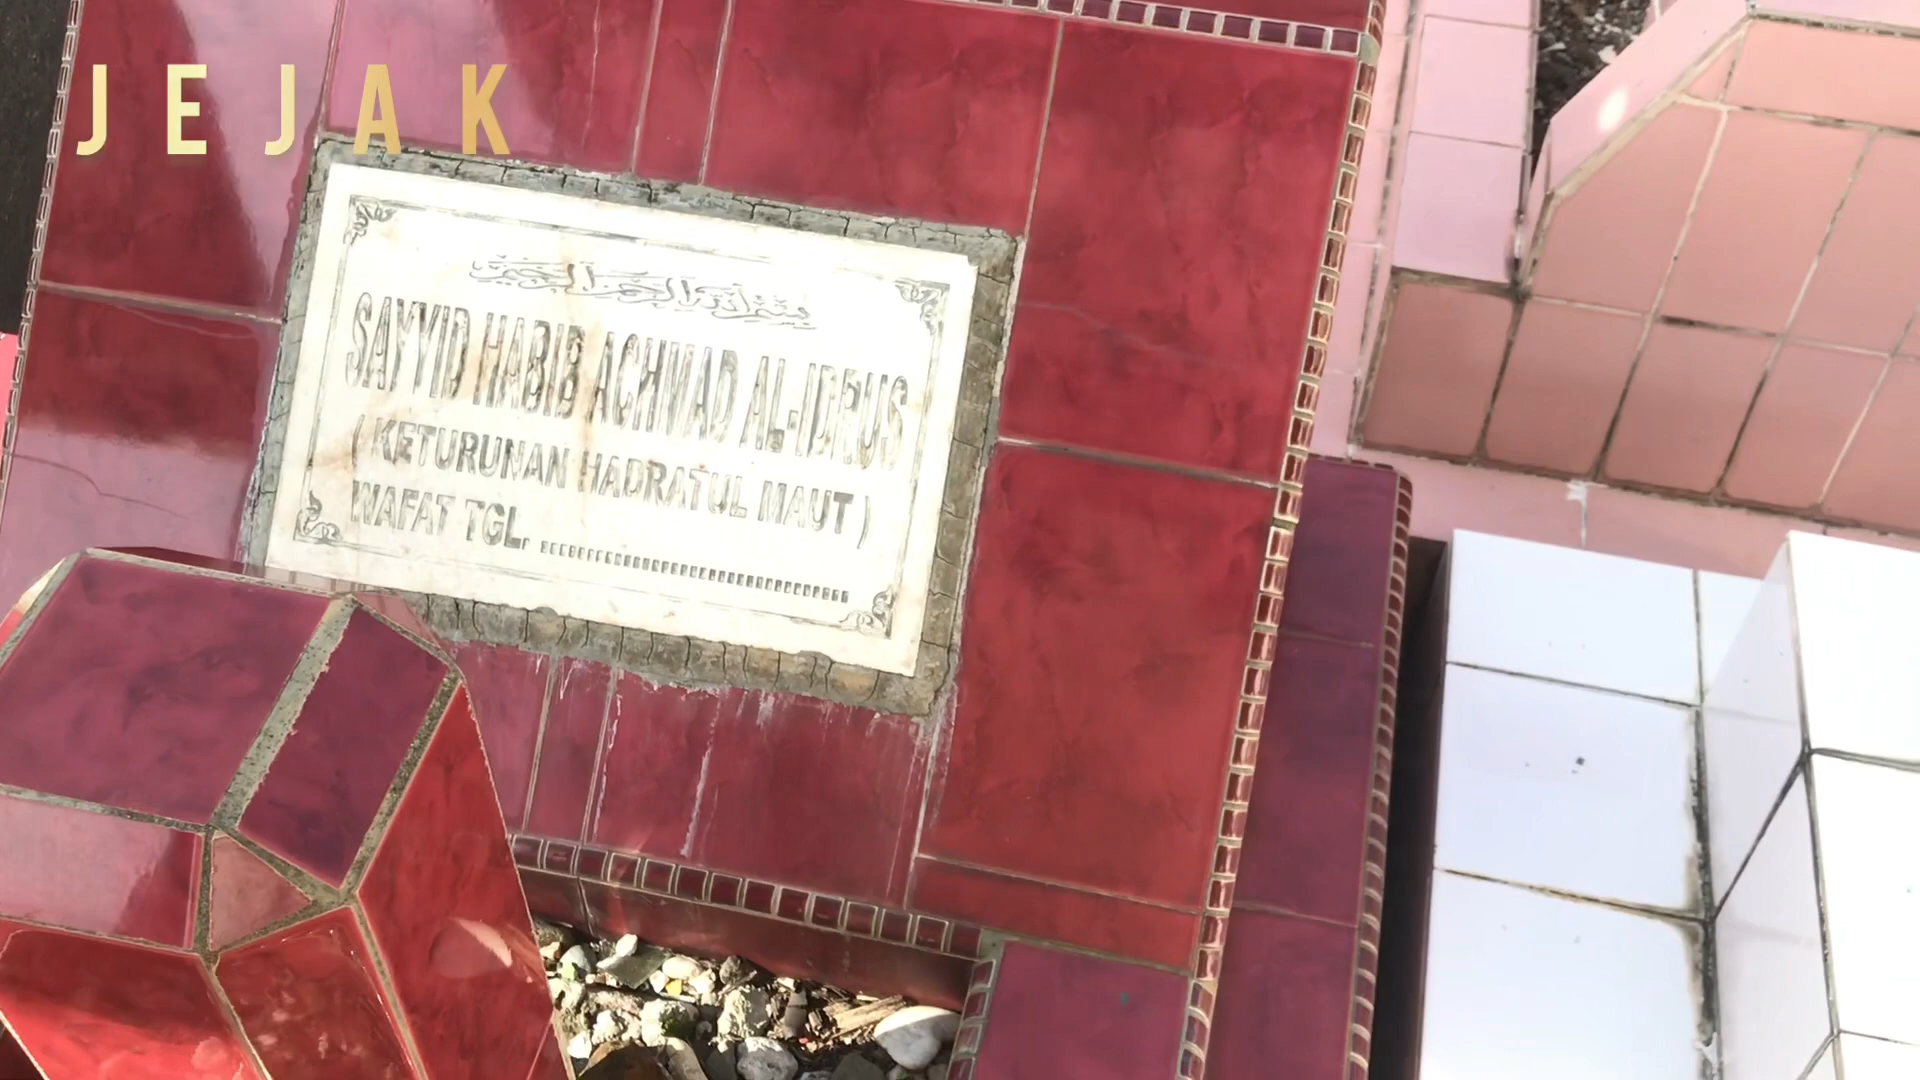 JEJAK
بسم الله الرحمن الرحيم
SAYYID HABIB ACHMAD AL-IDRUS
( KETURUNAN HADRATUL MAUT )
WAFAT TGL. ................................